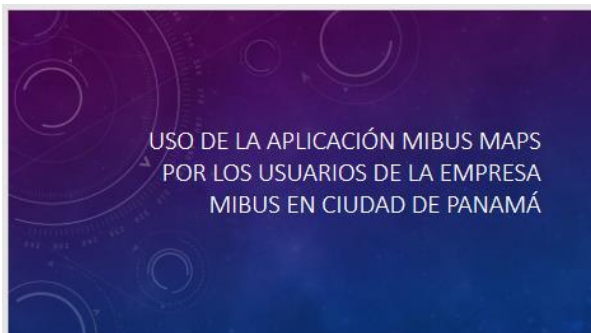 USO DE LA APLICACIÓN MIBUS MAPS
POR LOS USUARIOS DE LA EMPRESA
MIBUS EN CIUDAD DE PANAMÁ